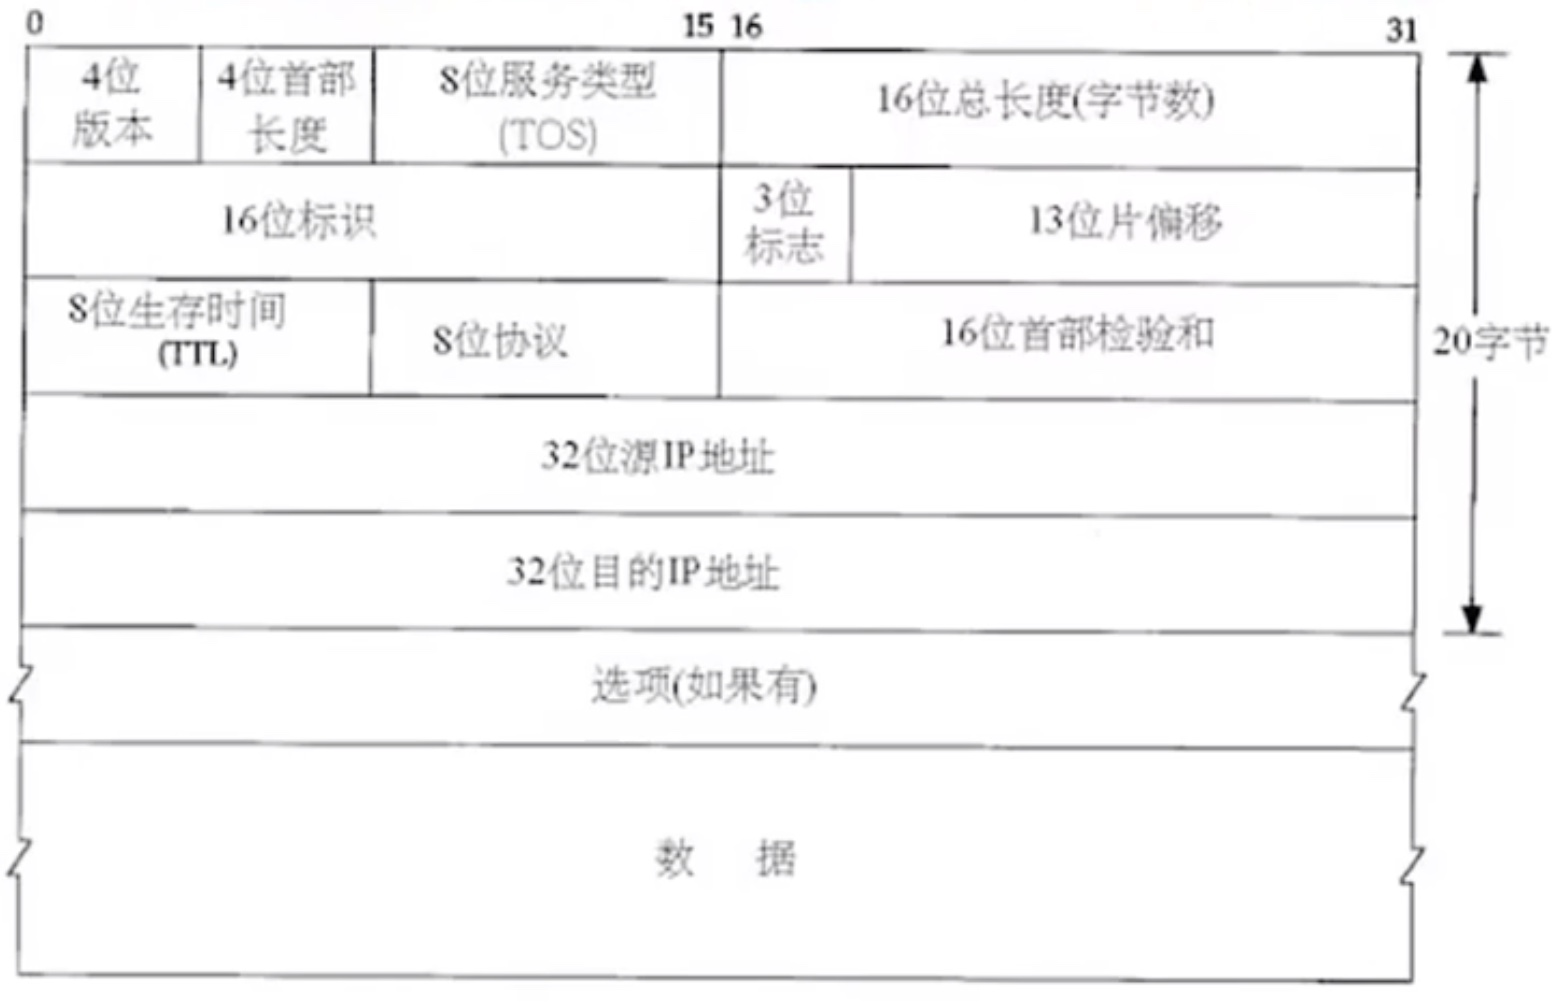 0 15 16 31
4位
版本
4位首部
长度
8位服务类型
(TOS)
16位总长度(字节数)
16位标识
3位
标志
13位片偏移
8位生存时间
(TTL)
8位协议
16位首部检验和
20字节
32位源IP地址
32位目的IP地址
选项(如果有)
数 据